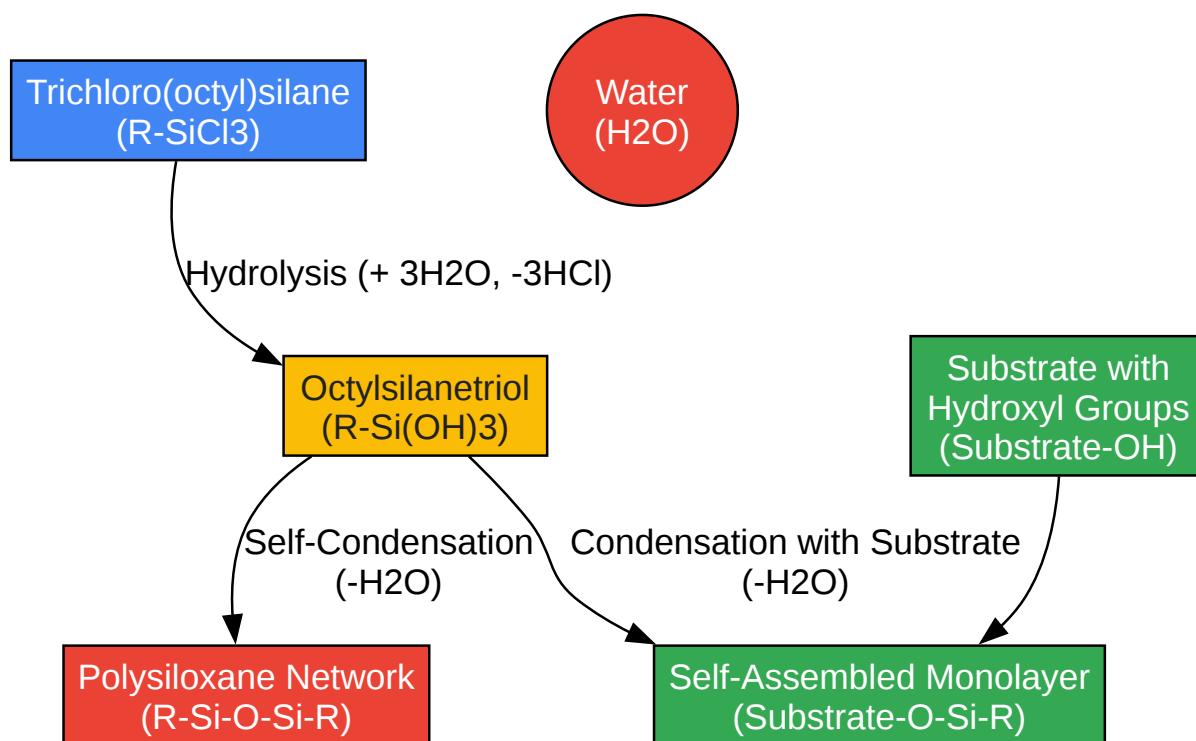 Trichloro(octyl)silane
(R-SiCl3)
Water
(H2O)
Hydrolysis (+ 3H2O, -3HCl)
Octylsilanetriol
(R-Si(OH)3)
Substrate with
Hydroxyl Groups
(Substrate-OH)
Self-Condensation
(-H2O)
Condensation with Substrate
(-H2O)
Polysiloxane Network
(R-Si-O-Si-R)
Self-Assembled Monolayer
(Substrate-O-Si-R)